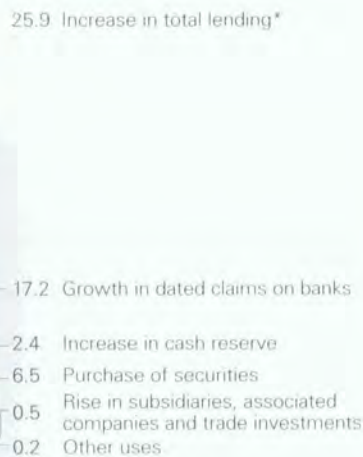 25.9 Increase in total lending*
17.2 Growth in dated claims on banks
2.4 Increase in cash reserve
6.5 Purchase of securities
0.5 Rise in subsidiaries, associated
companies and trade investments
0.2 Other uses